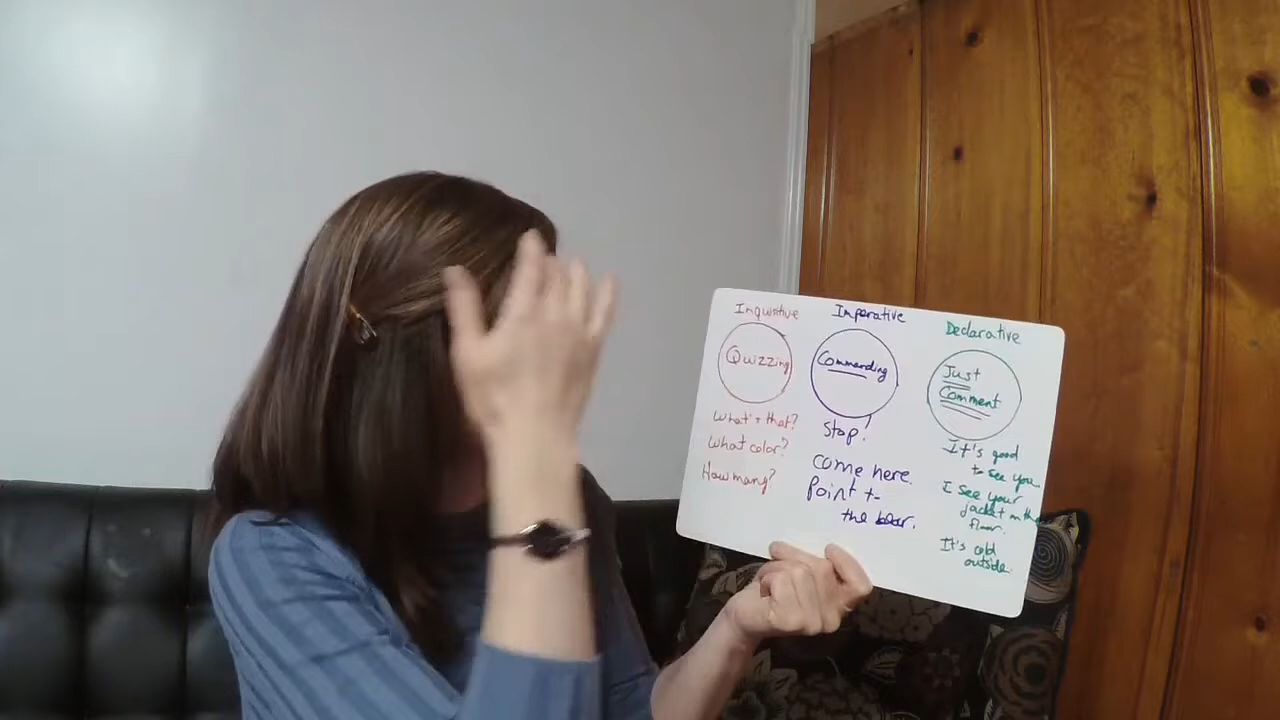 Inquisitive
Quizzing
What's that?
What color?
How many?
Imperative
Commanding
Stop!
Come here.
Point to
the bear.
Declarative
Just
Comment
It's good
to see you.
I see your
jacket on the
floor.
It's cold
outside.